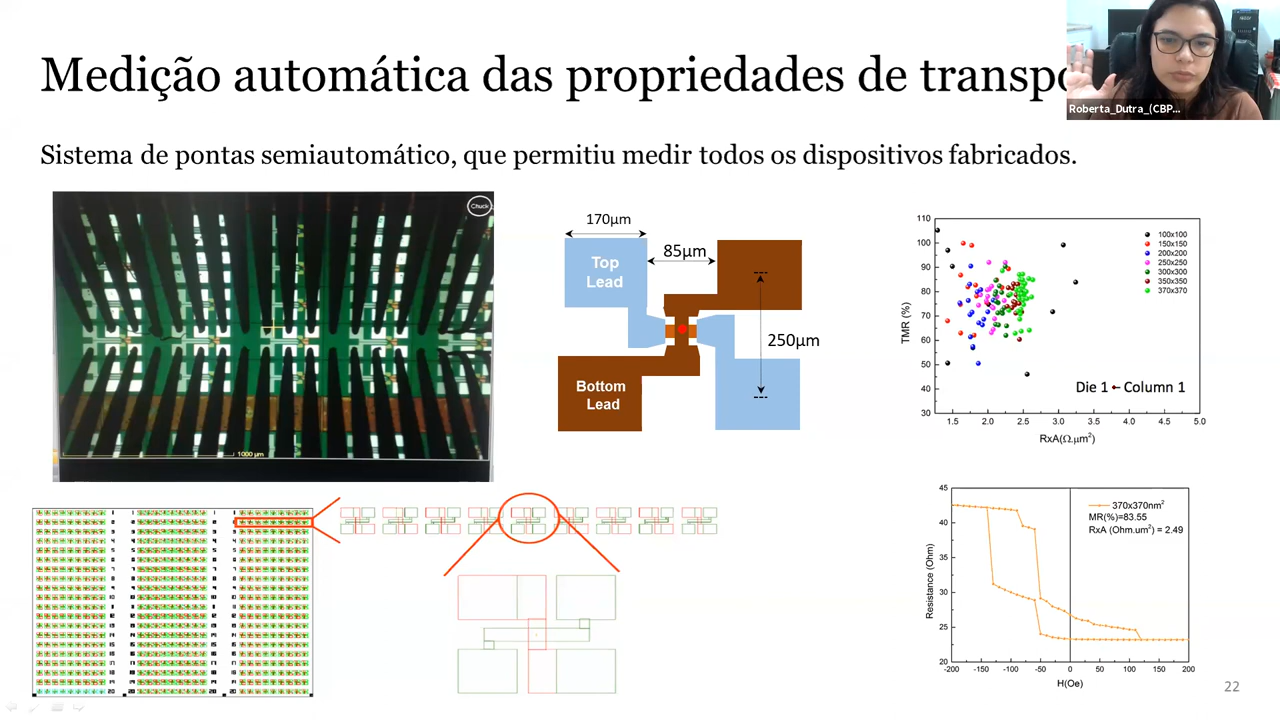 Medição automática das propriedades de transpo
Roberta_Dutra_(CBP...
Sistema de pontas semiautomático, que permitiu medir todos os dispositivos fabricados.
Chuck
1000 µm
170µm
85µm
Top
Lead
250µm
Bottom
Lead
110
100
90
80
70
60
50
40
30
TMR (%)
100x100
150x150
200x200
250x250
300x300
350x350
370x370
Die 1 - Column 1
1.5 2.0 2.5 3.0 3.5 4.0 4.5 5.0
RxA(Ω.µm²)
45
40
35
30
25
20
Resistance (Ohm)
370x370nm²
MR(%)=83.55
RxA (Ohm.um²) = 2.49
-200 -150 -100 -50 0 50 100 150 200
H(Oe)
22